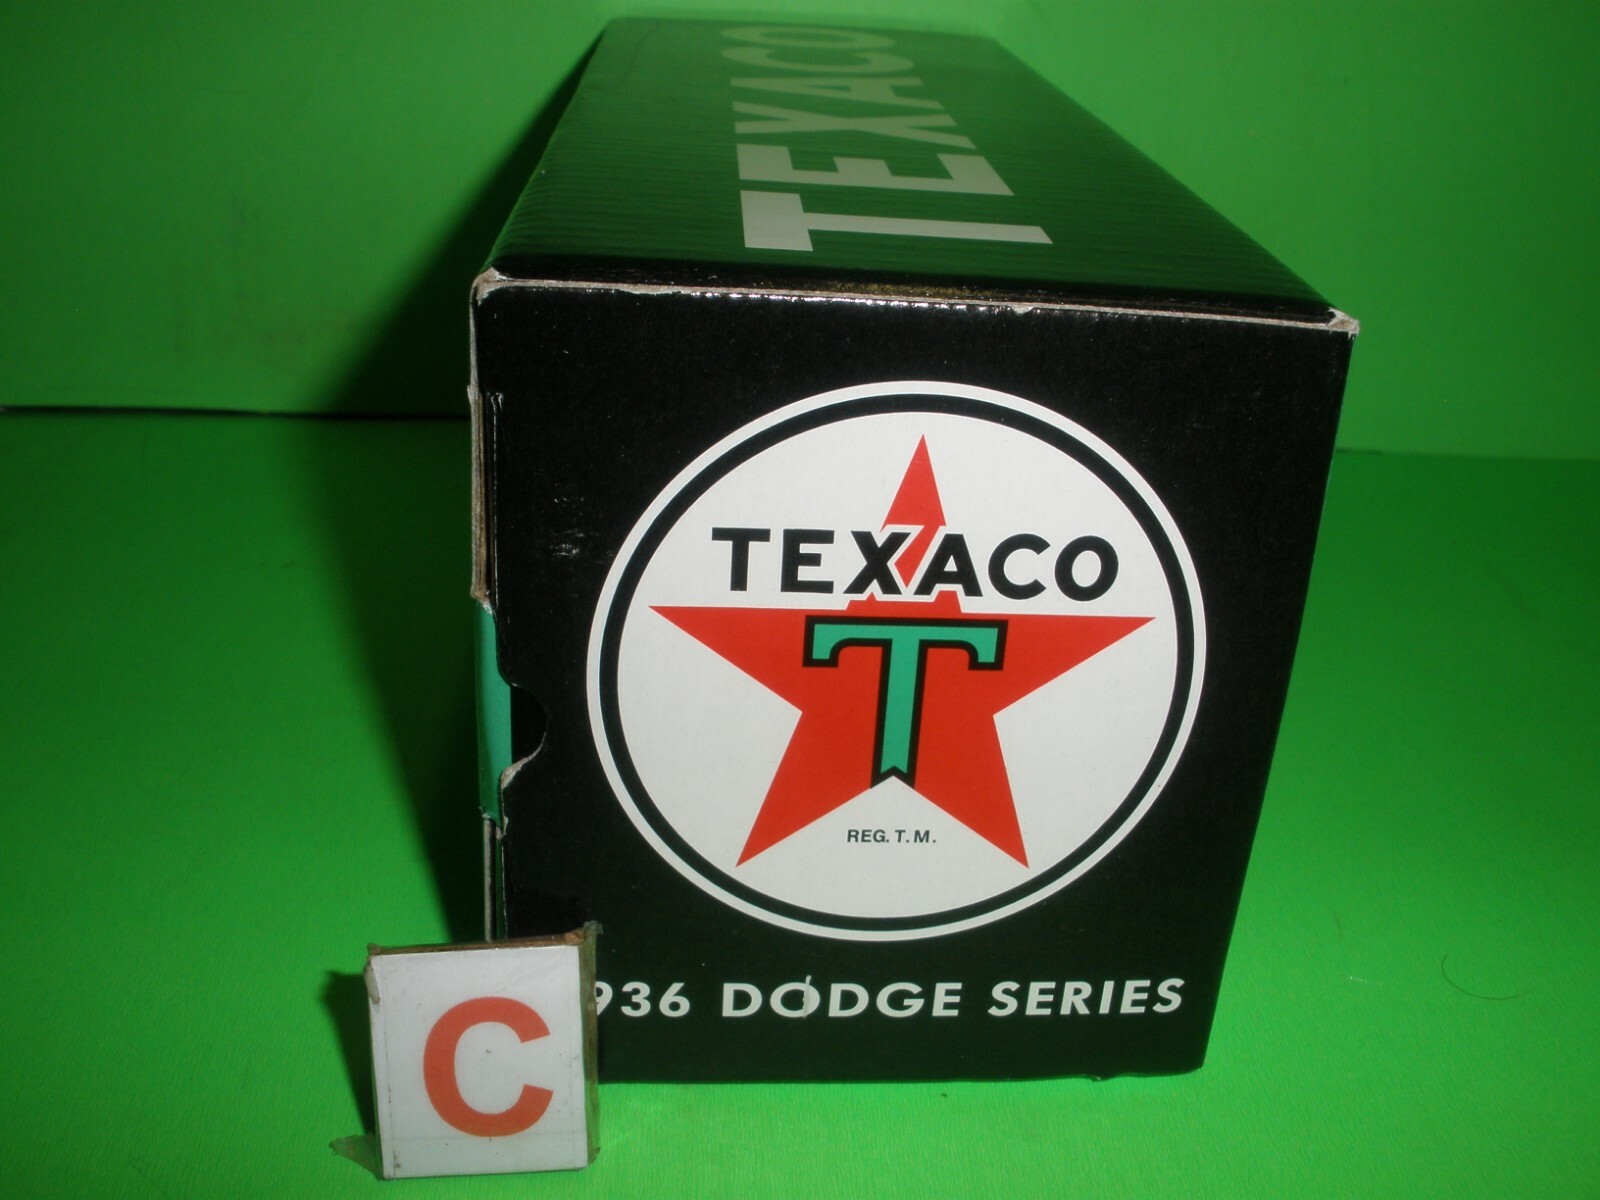 TEXACO
TEXACO
T
REG. T. M.
936 DODGE SERIES
C